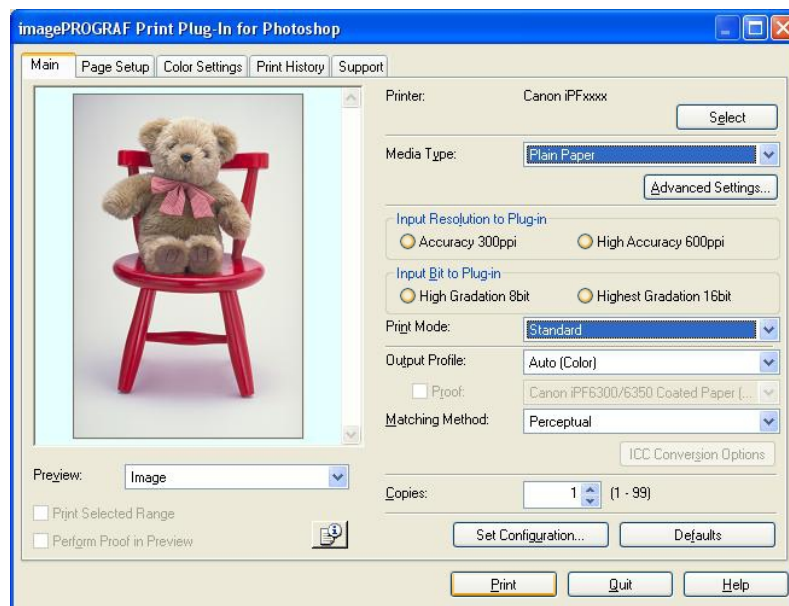 imagePROGRAF Print Plug-In for Photoshop
Main Page Setup Color Settings Print History Support
Printer: Canon iPFxxxx
Select
Media Type: Plain Paper
Advanced Settings...
Input Resolution to Plug-in
Accuracy 300ppi High Accuracy 600ppi
Input Bit to Plug-in
High Gradation 8bit Highest Gradation 16bit
Print Mode: Standard
Output Profile: Auto (Color)
Proof: Canon iPF6300/6350 Coated Paper (...
Matching Method: Perceptual
ICC Conversion Options
Preview: Image
Copies: 1 (1 - 99)
Print Selected Range
Perform Proof in Preview
Set Configuration... Defaults
Print Quit Help